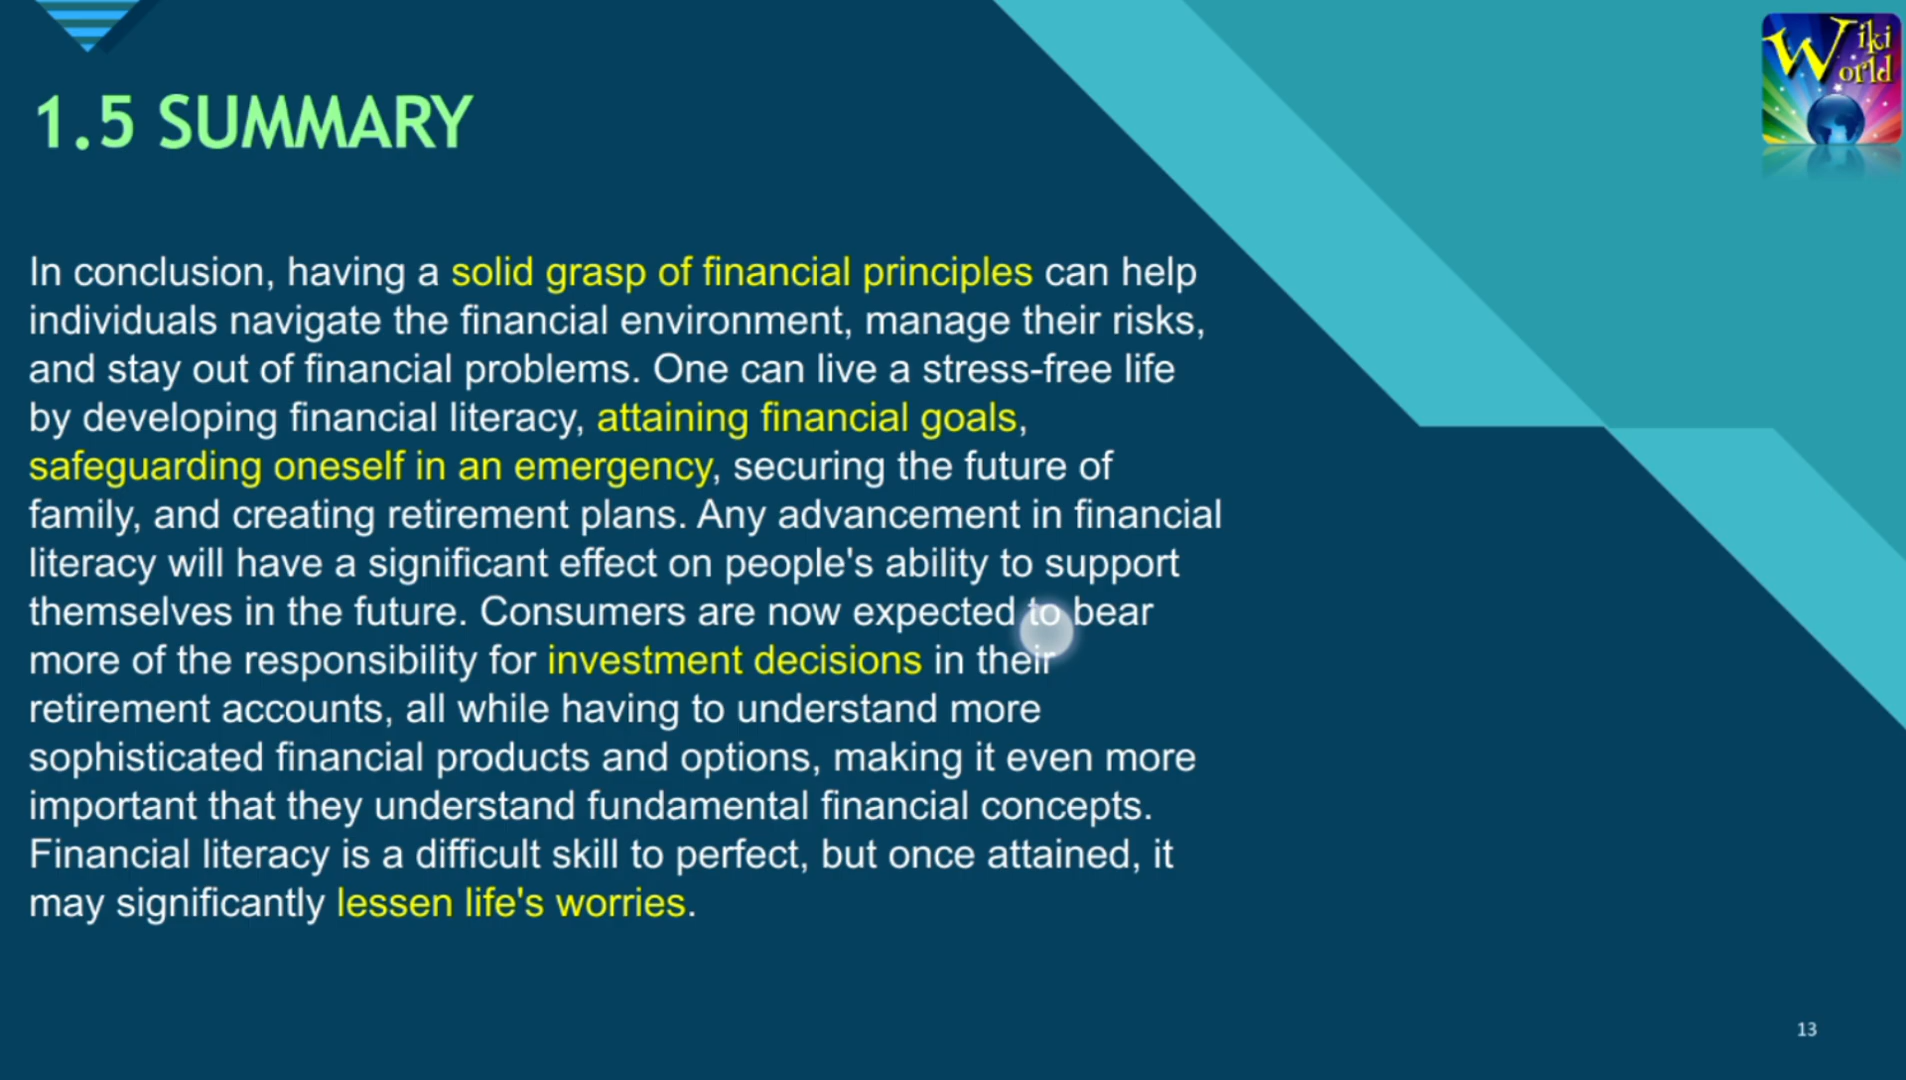 Wiki
World
1.5 SUMMARY
In conclusion, having a solid grasp of financial principles can help
individuals navigate the financial environment, manage their risks,
and stay out of financial problems. One can live a stress-free life
by developing financial literacy, attaining financial goals,
safeguarding oneself in an emergency, securing the future of
family, and creating retirement plans. Any advancement in financial
literacy will have a significant effect on people's ability to support
themselves in the future. Consumers are now expected to bear
more of the responsibility for investment decisions in their
retirement accounts, all while having to understand more
sophisticated financial products and options, making it even more
important that they understand fundamental financial concepts.
Financial literacy is a difficult skill to perfect, but once attained, it
may significantly lessen life's worries.
13